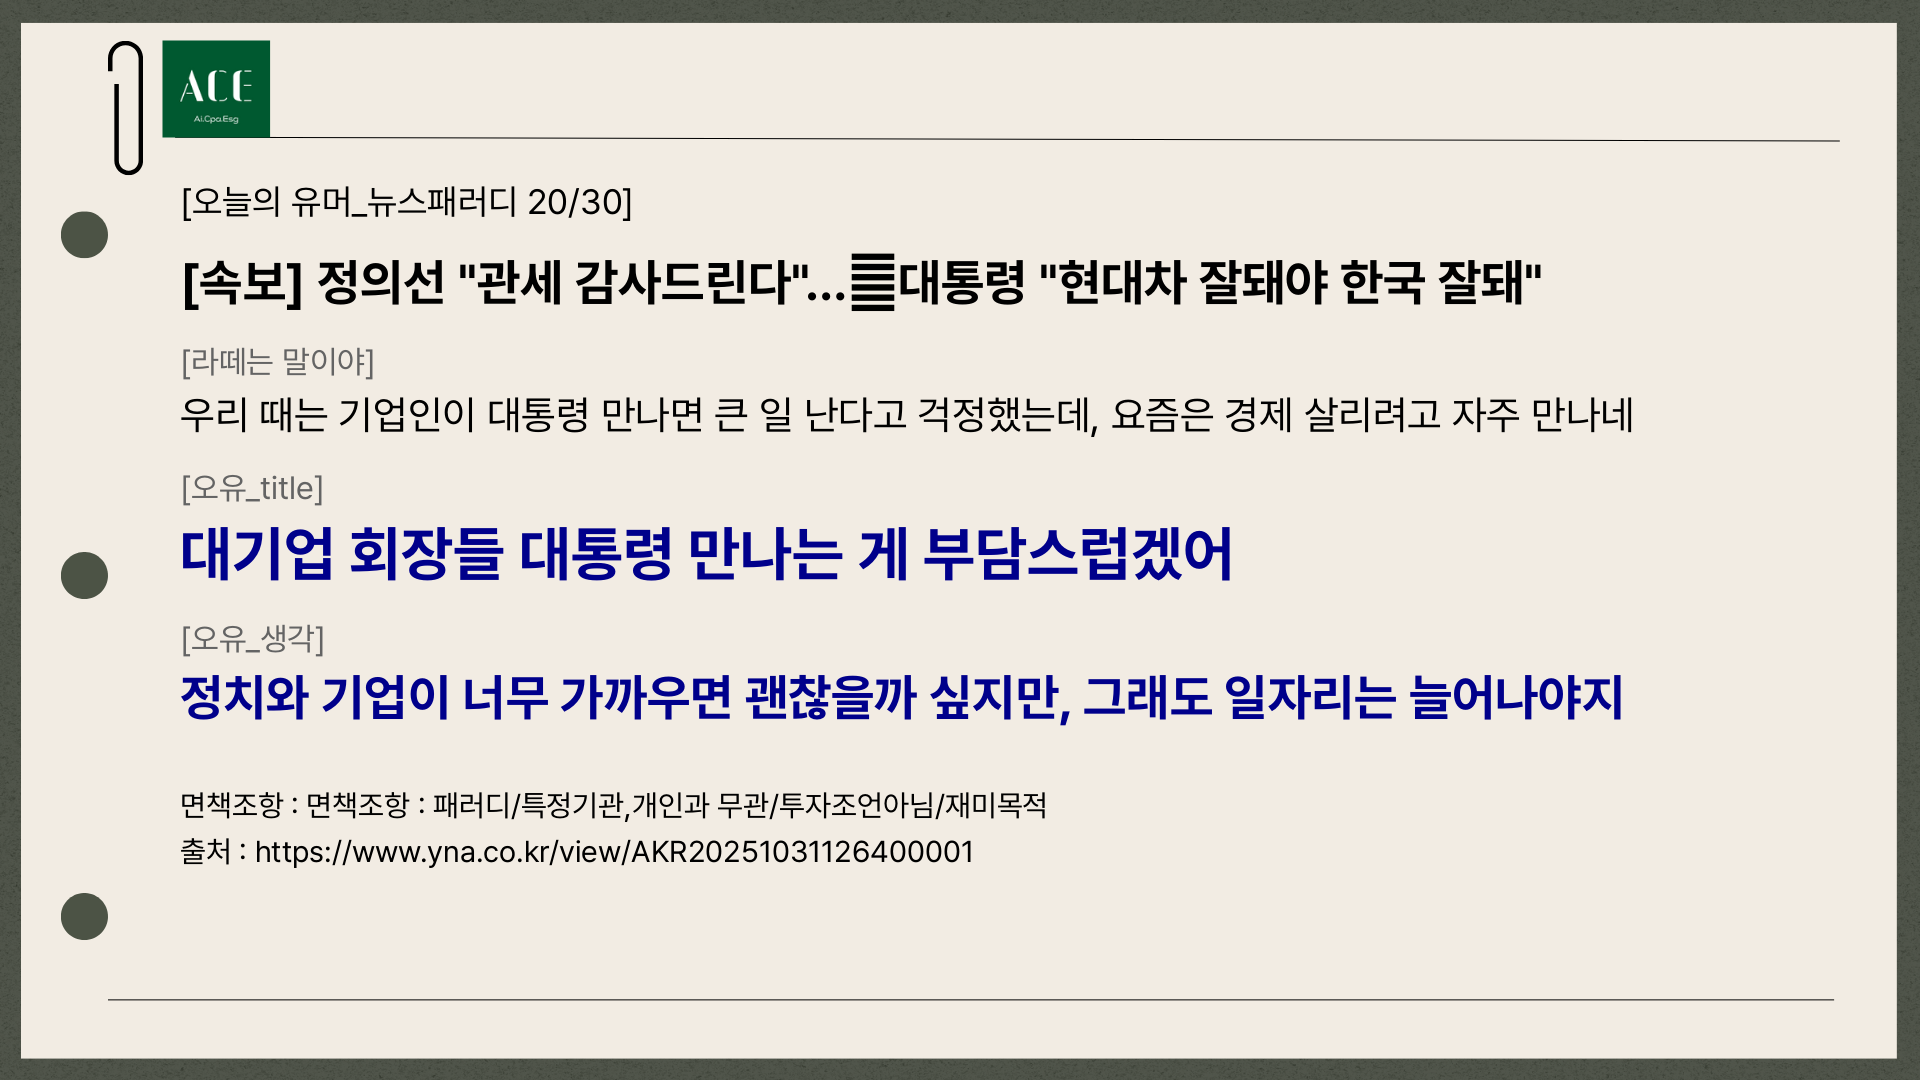 ACE
Ai.Cpa.Esg
[오늘의 유머_뉴스패러디 20/30]
[속보] 정의선 "관세 감사드린다"...䷀대통령 "현대차 잘돼야 한국 잘돼"
[라떼는 말이야]
우리 때는 기업인이 대통령 만나면 큰 일 난다고 걱정했는데, 요즘은 경제 살리려고 자주 만나네
[오유_title]
대기업 회장들 대통령 만나는 게 부담스럽겠어
[오유_생각]
정치와 기업이 너무 가까우면 괜찮을까 싶지만, 그래도 일자리는 늘어나야지
면책조항 : 면책조항 : 패러디/특정기관,개인과 무관/투자조언아님/재미목적
출처 : https://www.yna.co.kr/view/AKR20251031126400001